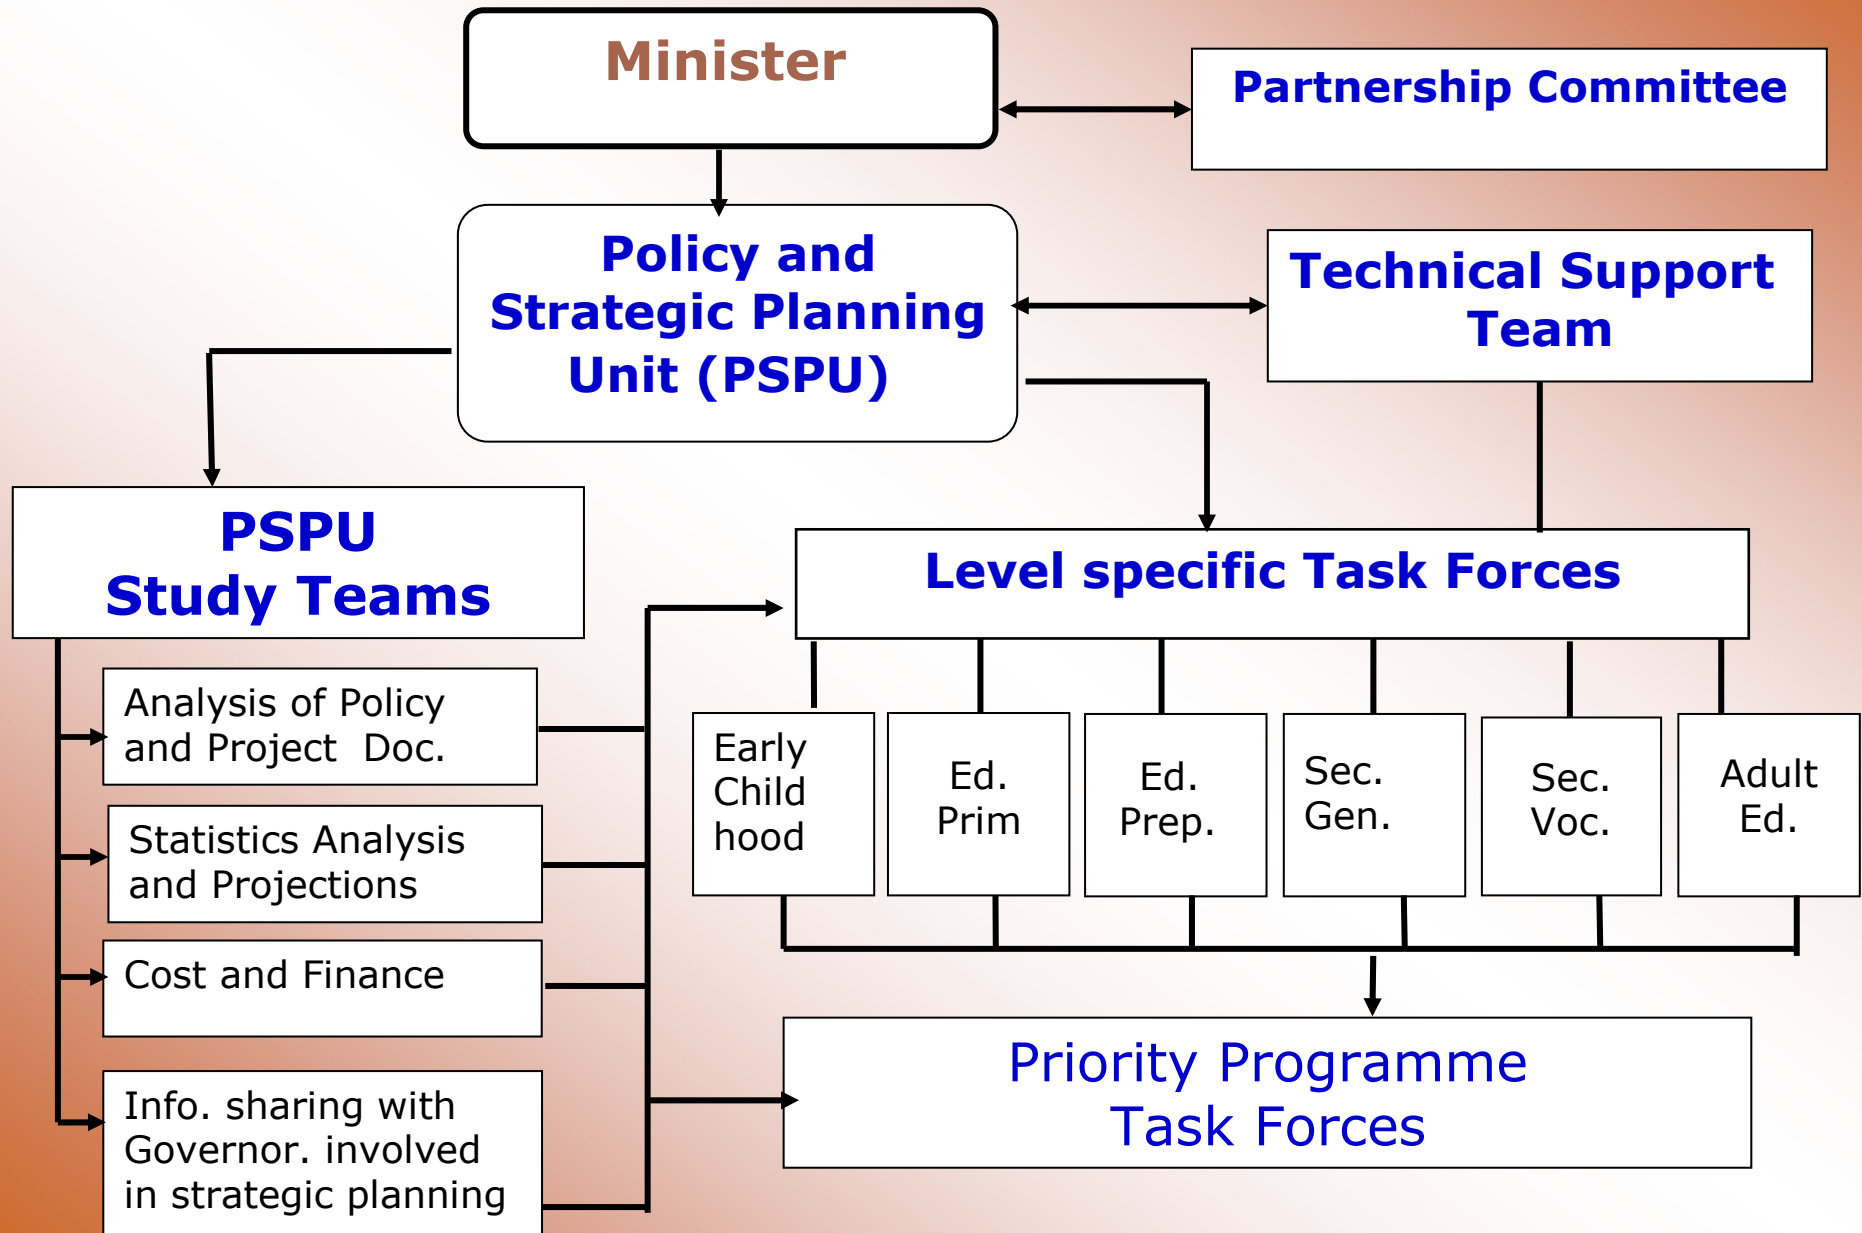 Minister
Partnership Committee
Policy and
Strategic Planning
Unit (PSPU)
Technical Support
Team
PSPU
Study Teams
Level specific Task Forces
Analysis of Policy
and Project Doc.
Statistics Analysis
and Projections
Cost and Finance
Info. sharing with
Governor. involved
in strategic planning
Early
Child
hood
Ed.
Prim
Ed.
Prep.
Sec.
Gen.
Sec.
Voc.
Adult
Ed.
Priority Programme
Task Forces